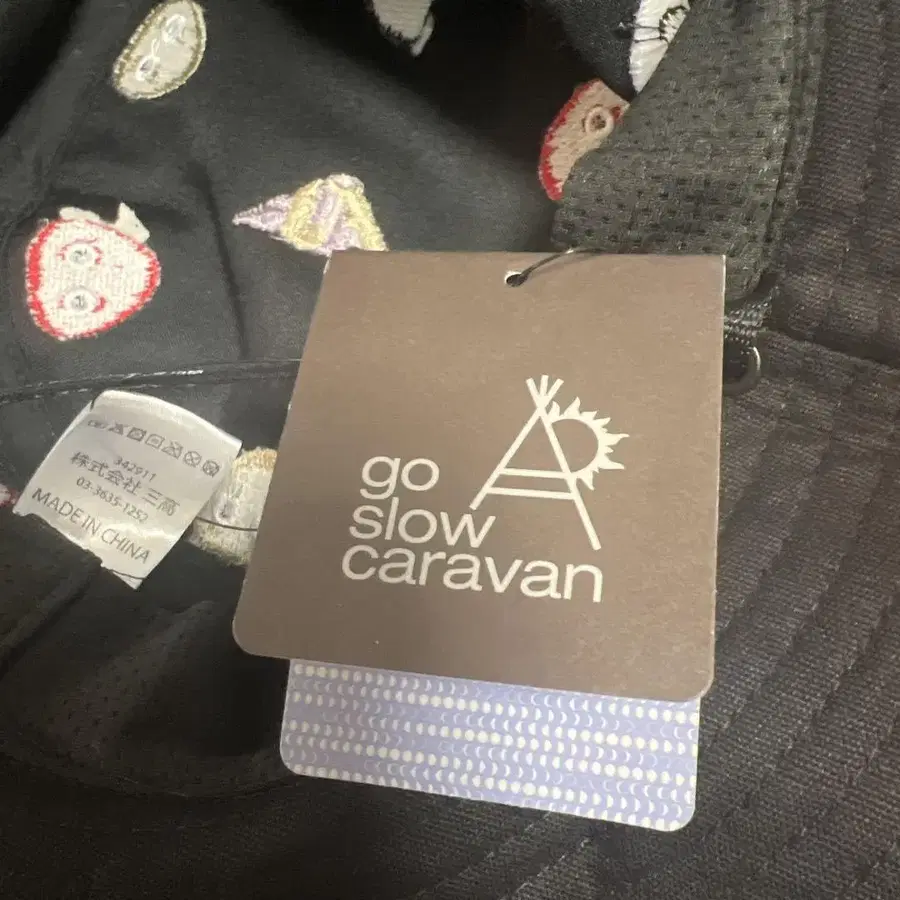 go
slow
caravan
342911
株式会社 三高
03-3635-1252
MADE IN CHINA